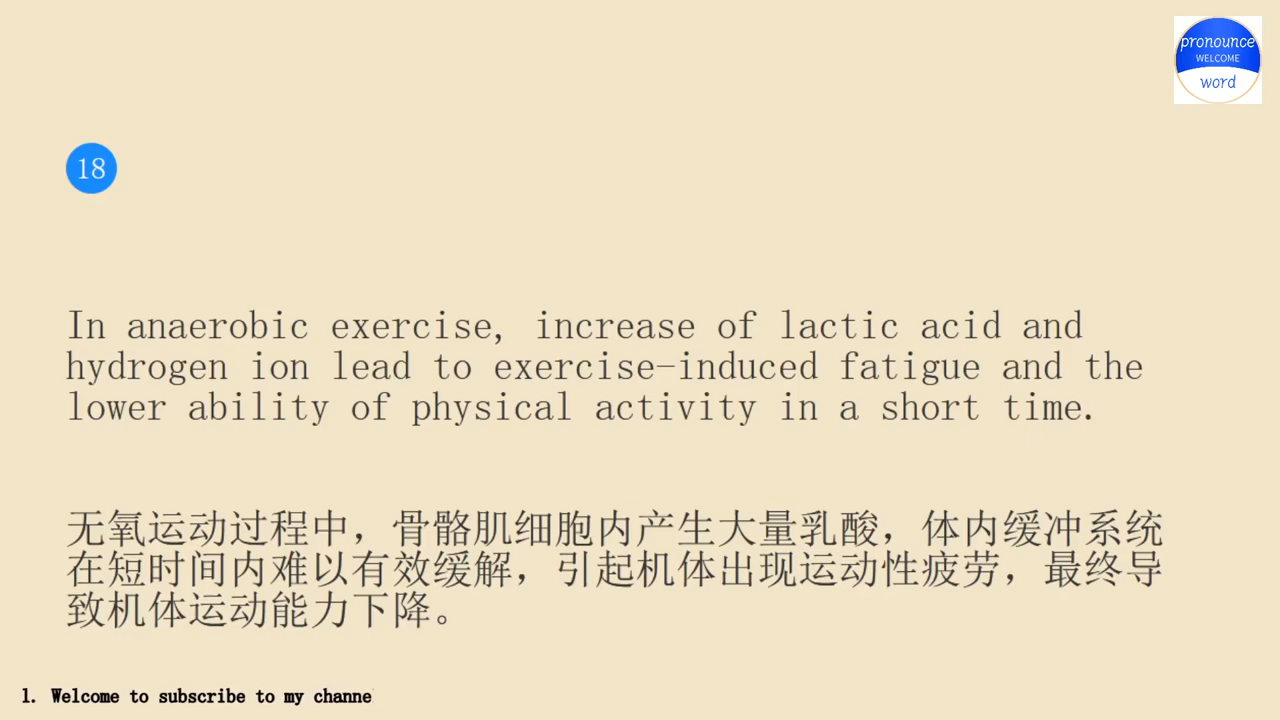 pronounce
WELCOME
word
18
In anaerobic exercise, increase of lactic acid and
hydrogen ion lead to exercise-induced fatigue and the
lower ability of physical activity in a short time.
无氧运动过程中，骨骼肌细胞内产生大量乳酸，体内缓冲系统
在短时间内难以有效缓解，引起机体出现运动性疲劳，最终导
致机体运动能力下降。
l. Welcome to subscribe to my channe